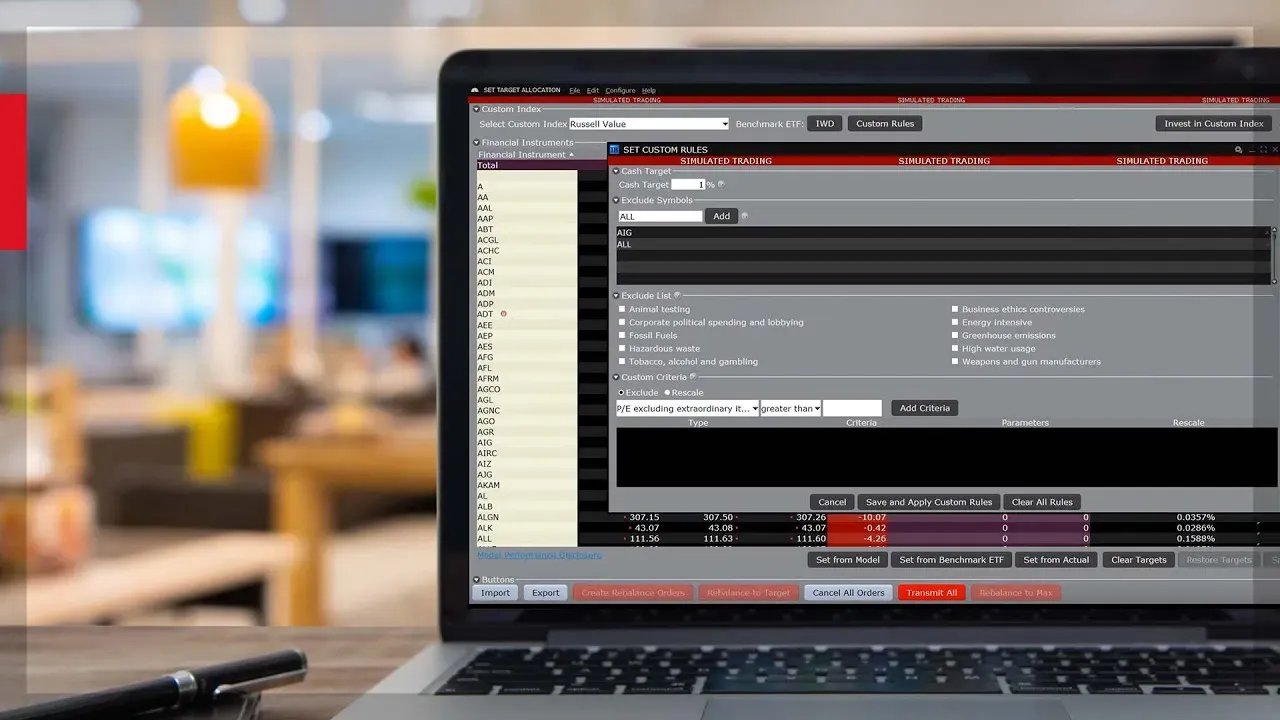 SET TARGET ALLOCATION File Edit Configure Help
SIMULATED TRADING SIMULATED TRADING SIMULATED TRADING
Custom Index
Select Custom Index Russell Value Benchmark ETF: IWD Custom Rules Invest in Custom Index
Financial Instruments
Financial Instrument
Total
A
AA
AAL
AAP
ABT
ACGL
ACHC
ACI
ACM
ADI
ADM
ADP
ADT
AEE
AEP
AES
AFG
AFL
AFRM
AGCO
AGL
AGNC
AGO
AGR
AIG
AIRC
AIZ
AJG
AKAM
AL
ALB
ALGN
ALK
ALL
SET CUSTOM RULES
SIMULATED TRADING SIMULATED TRADING SIMULATED TRADING
Cash Target
Cash Target 1 %
Exclude Symbols
ALL Add
AIG
ALL
Exclude List
Animal testing Business ethics controversies
Corporate political spending and lobbying Energy intensive
Fossil Fuels Greenhouse emissions
Hazardous waste High water usage
Tobacco, alcohol and gambling Weapons and gun manufacturers
Custom Criteria
Exclude Rescale
P/E excluding extraordinary it... greater than Add Criteria
Type Criteria Parameters Rescale
Cancel Save and Apply Custom Rules Clear All Rules
307.15 307.50 307.26 -10.07 0 0 0.0357%
43.07 43.08 43.07 -0.42 0 0 0.0286%
111.56 111.63 111.60 -4.26 0 0 0.1588%
Model Performance Disclosure
Set from Model Set from Benchmark ETF Set from Actual Clear Targets Restore Targets
Buttons
Import Export Create Rebalance Orders Rebalance to Target Cancel All Orders Transmit All Rebalance to Max